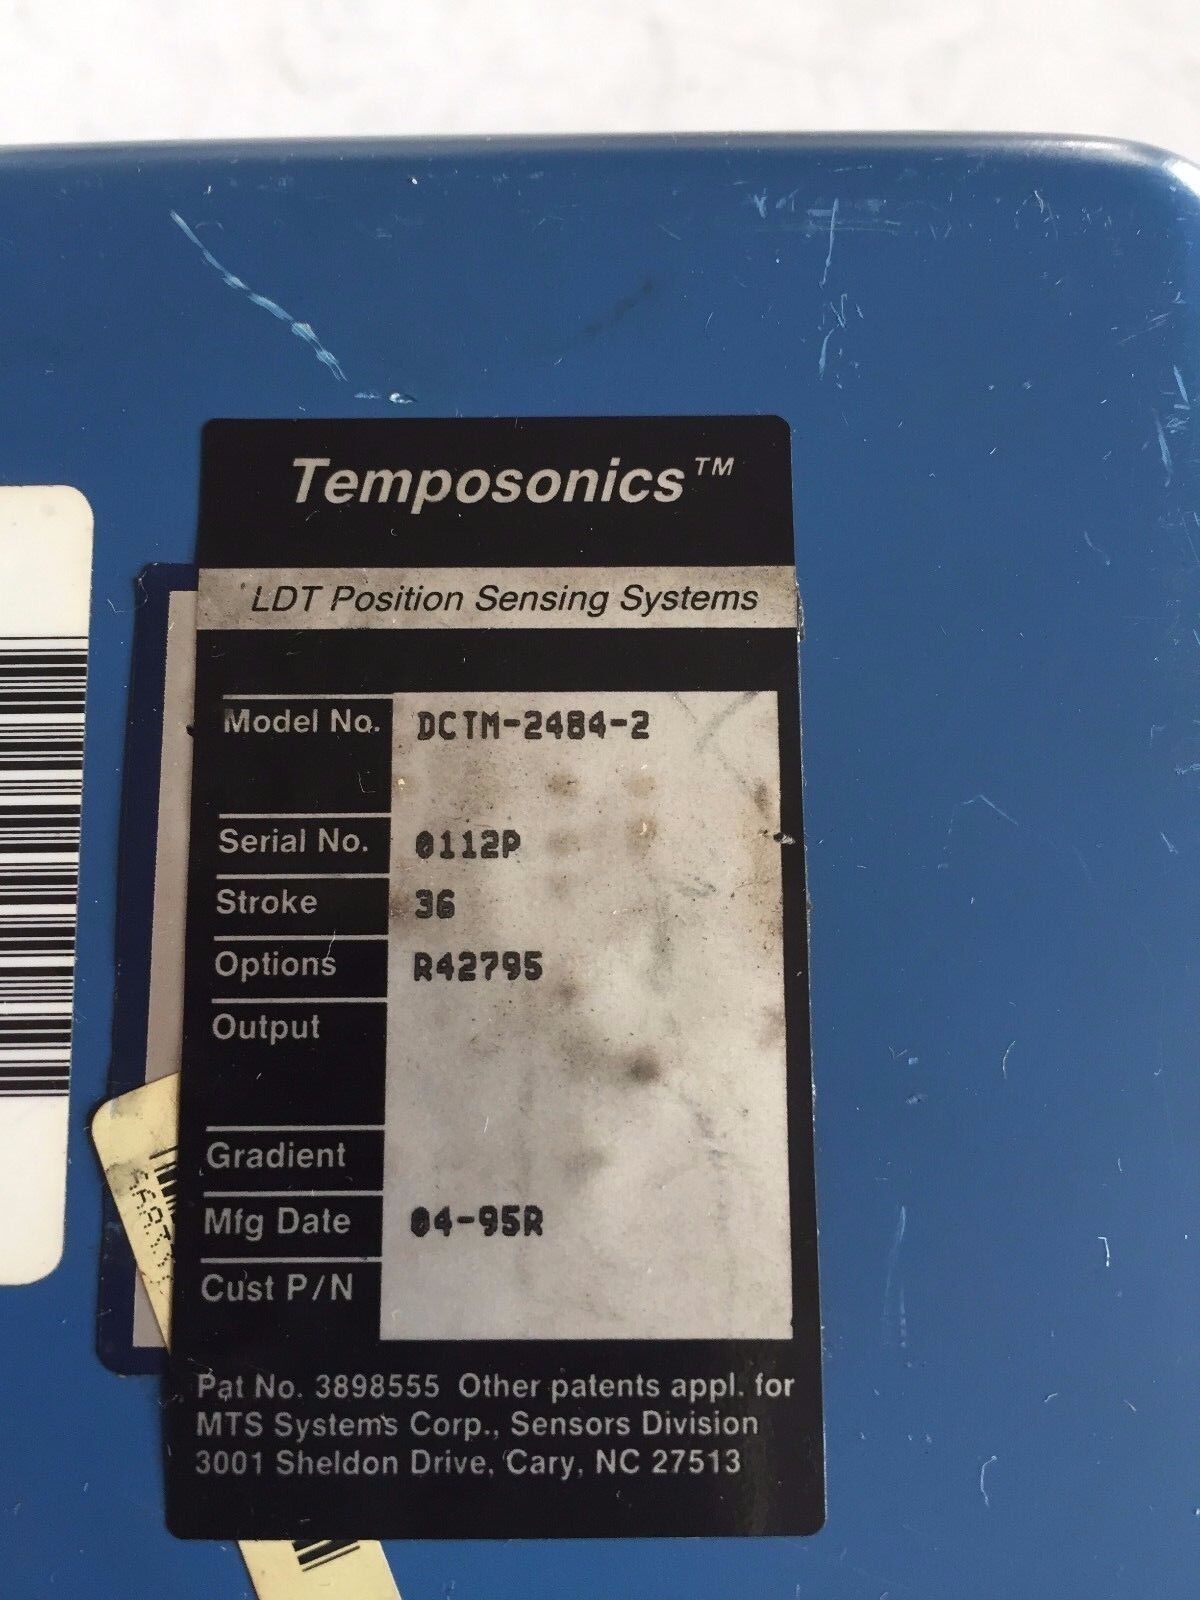 Temposonics™
LDT Position Sensing Systems
Model No. DCTM-2484-2
Serial No. 0112P
Stroke 36
Options R42795
Output
Gradient
Mfg Date 04-95R
Cust P/N
Pat No. 3898555 Other patents appl. for
MTS Systems Corp., Sensors Division
3001 Sheldon Drive, Cary, NC 27513